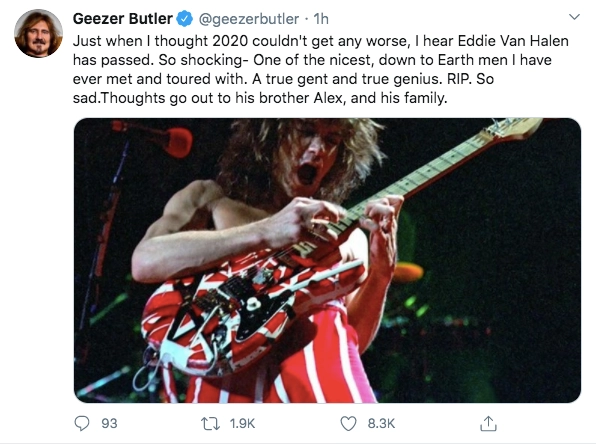 Geezer Butler @geezerbutler · 1h
Just when I thought 2020 couldn't get any worse, I hear Eddie Van Halen
has passed. So shocking- One of the nicest, down to Earth men I have
ever met and toured with. A true gent and true genius. RIP. So
sad.Thoughts go out to his brother Alex, and his family.
93 1.9K 8.3K